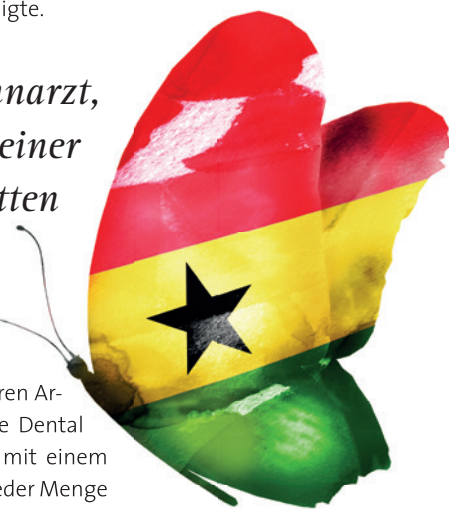 igte.
narzt,
einer
tten
ren Ar-
e Dental
mit einem
eder Menge